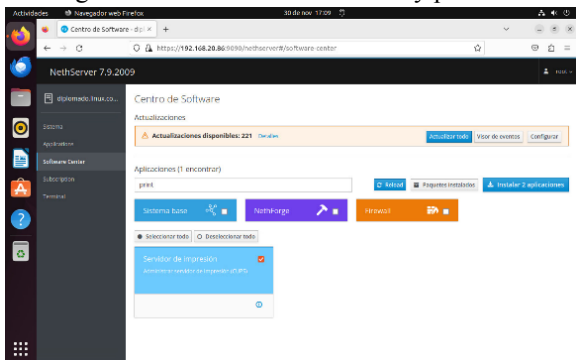 Actividades Navegador web Firefox 30 de nov 17:09
Centro de Software - dipl
https://192.168.20.86:9090/nethserver#/software-center
NethServer 7.9.2009
root
diplomado.linux.co...
Centro de Software
Actualizaciones
Sistema
Actualizaciones disponibles: 221 Detalles
Actualizar todo Visor de eventos Configurar
Aplicaciones
Software Center
Aplicaciones (1 encontrar)
Subscription
print
Reload Paquetes instalados Instalar 2 aplicaciones
Terminal
Sistema base NethForge Firewall
Seleccionar todo Deseleccionar todo
Servidor de impresión